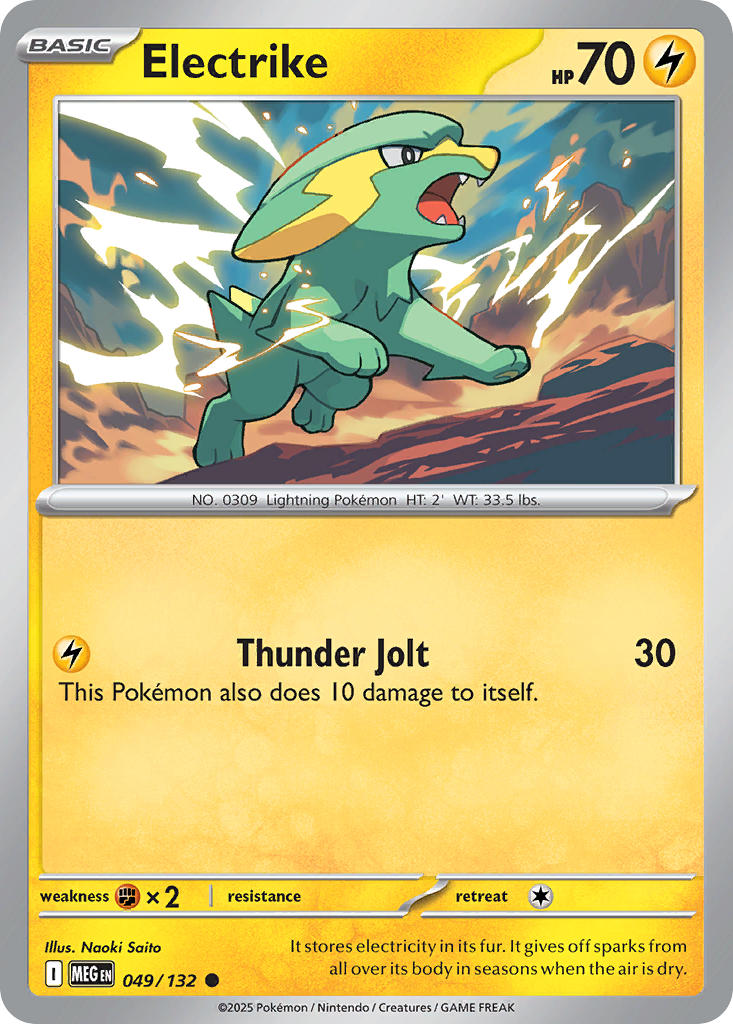 BASIC
Electrike
HP 70
NO. 0309 Lightning Pokémon HT: 2' WT: 33.5 lbs.
Thunder Jolt 30
This Pokémon also does 10 damage to itself.
weakness ×2 resistance retreat
Illus. Naoki Saito
It stores electricity in its fur. It gives off sparks from
all over its body in seasons when the air is dry.
I MEG EN 049/132
©2025 Pokémon / Nintendo / Creatures / GAME FREAK